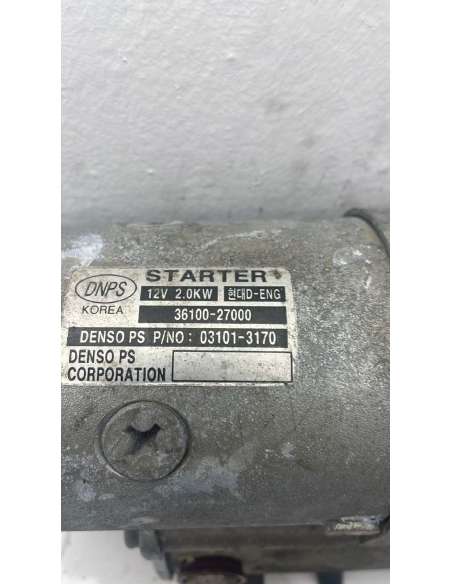 STARTER
DNPS
KOREA
12V 2.0KW 현대D-ENG
36100-27000
DENSO PS P/NO : 03101-3170
DENSO PS
CORPORATION